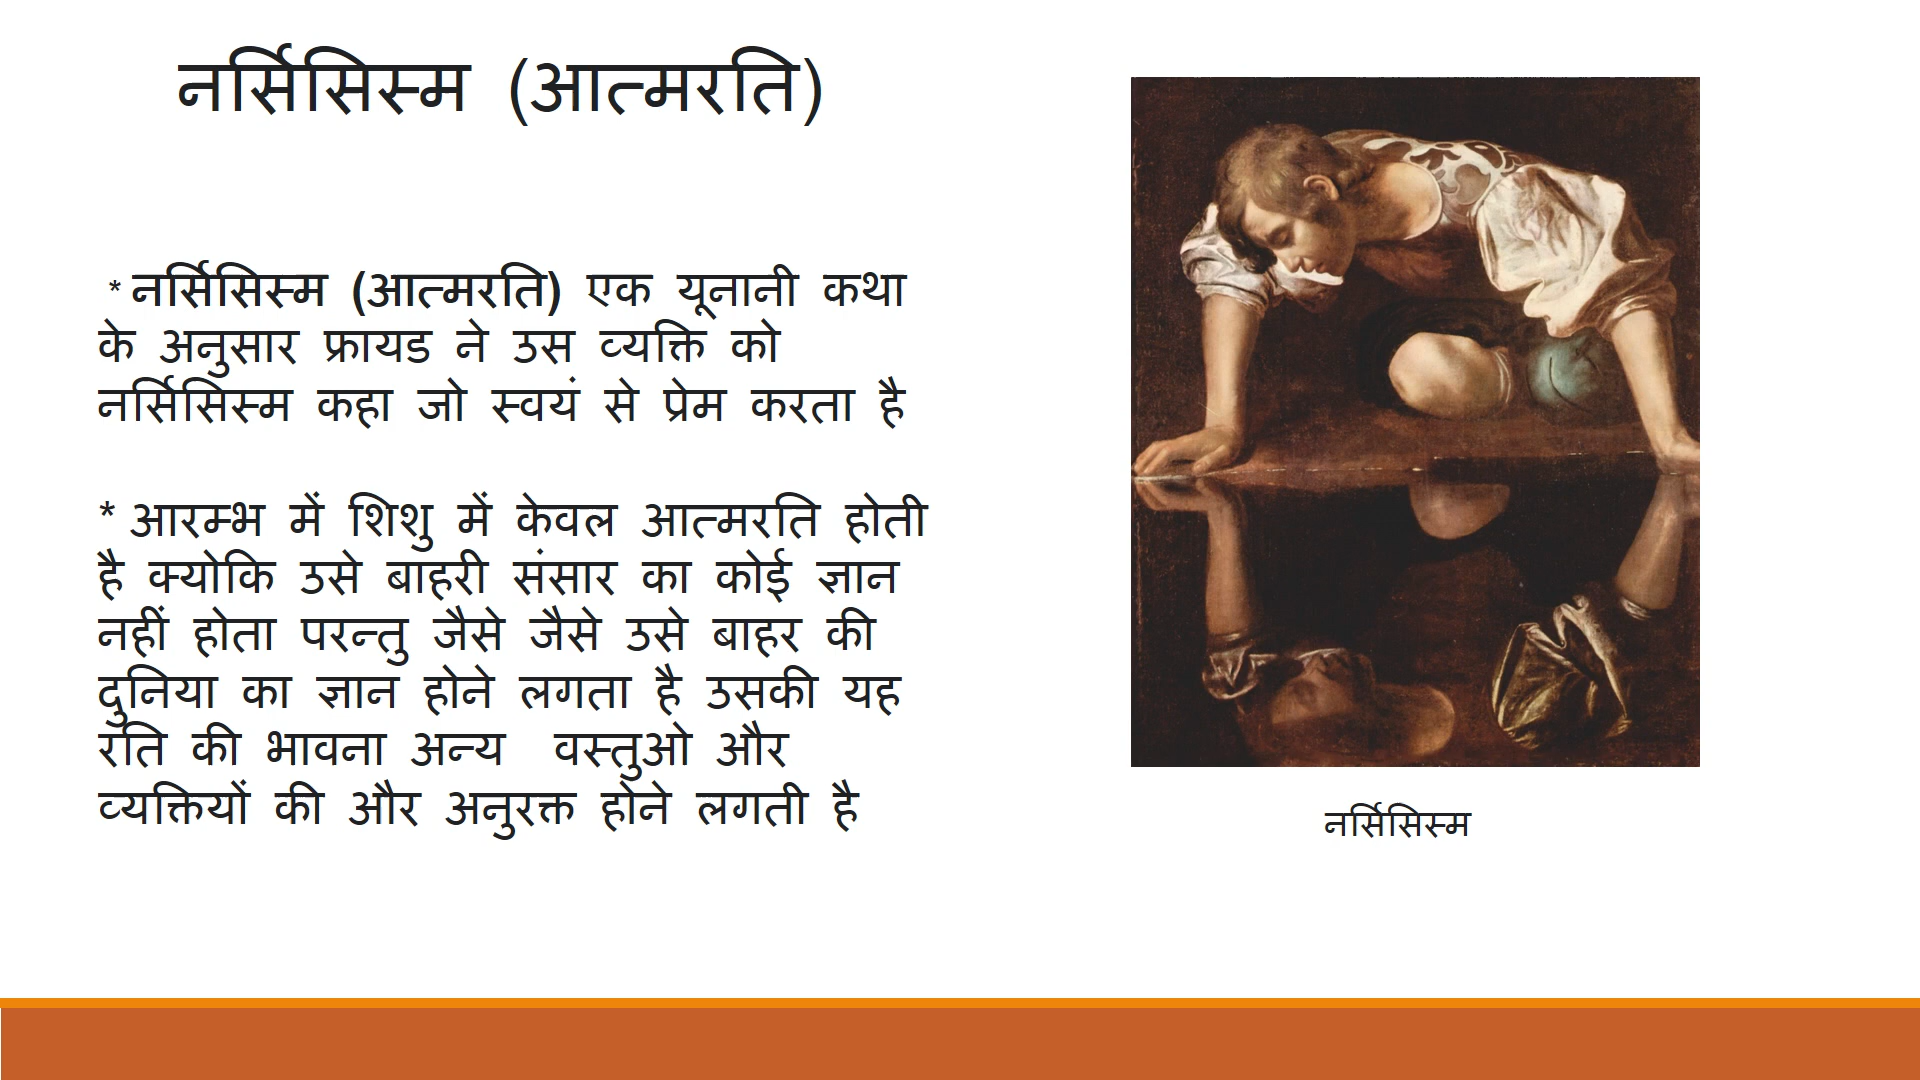 नर्सिसिस्म (आत्मरति)
* नर्सिसिस्म (आत्मरति) एक यूनानी कथा
के अनुसार फ्रायड ने उस व्यक्ति को
नर्सिसिस्म कहा जो स्वयं से प्रेम करता है
* आरम्भ में शिशु में केवल आत्मरति होती
है क्योकि उसे बाहरी संसार का कोई ज्ञान
नहीं होता परन्तु जैसे जैसे उसे बाहर की
दुनिया का ज्ञान होने लगता है उसकी यह
रति की भावना अन्य वस्तुओ और
व्यक्तियों की और अनुरक्त होने लगती है
नर्सिसिस्म